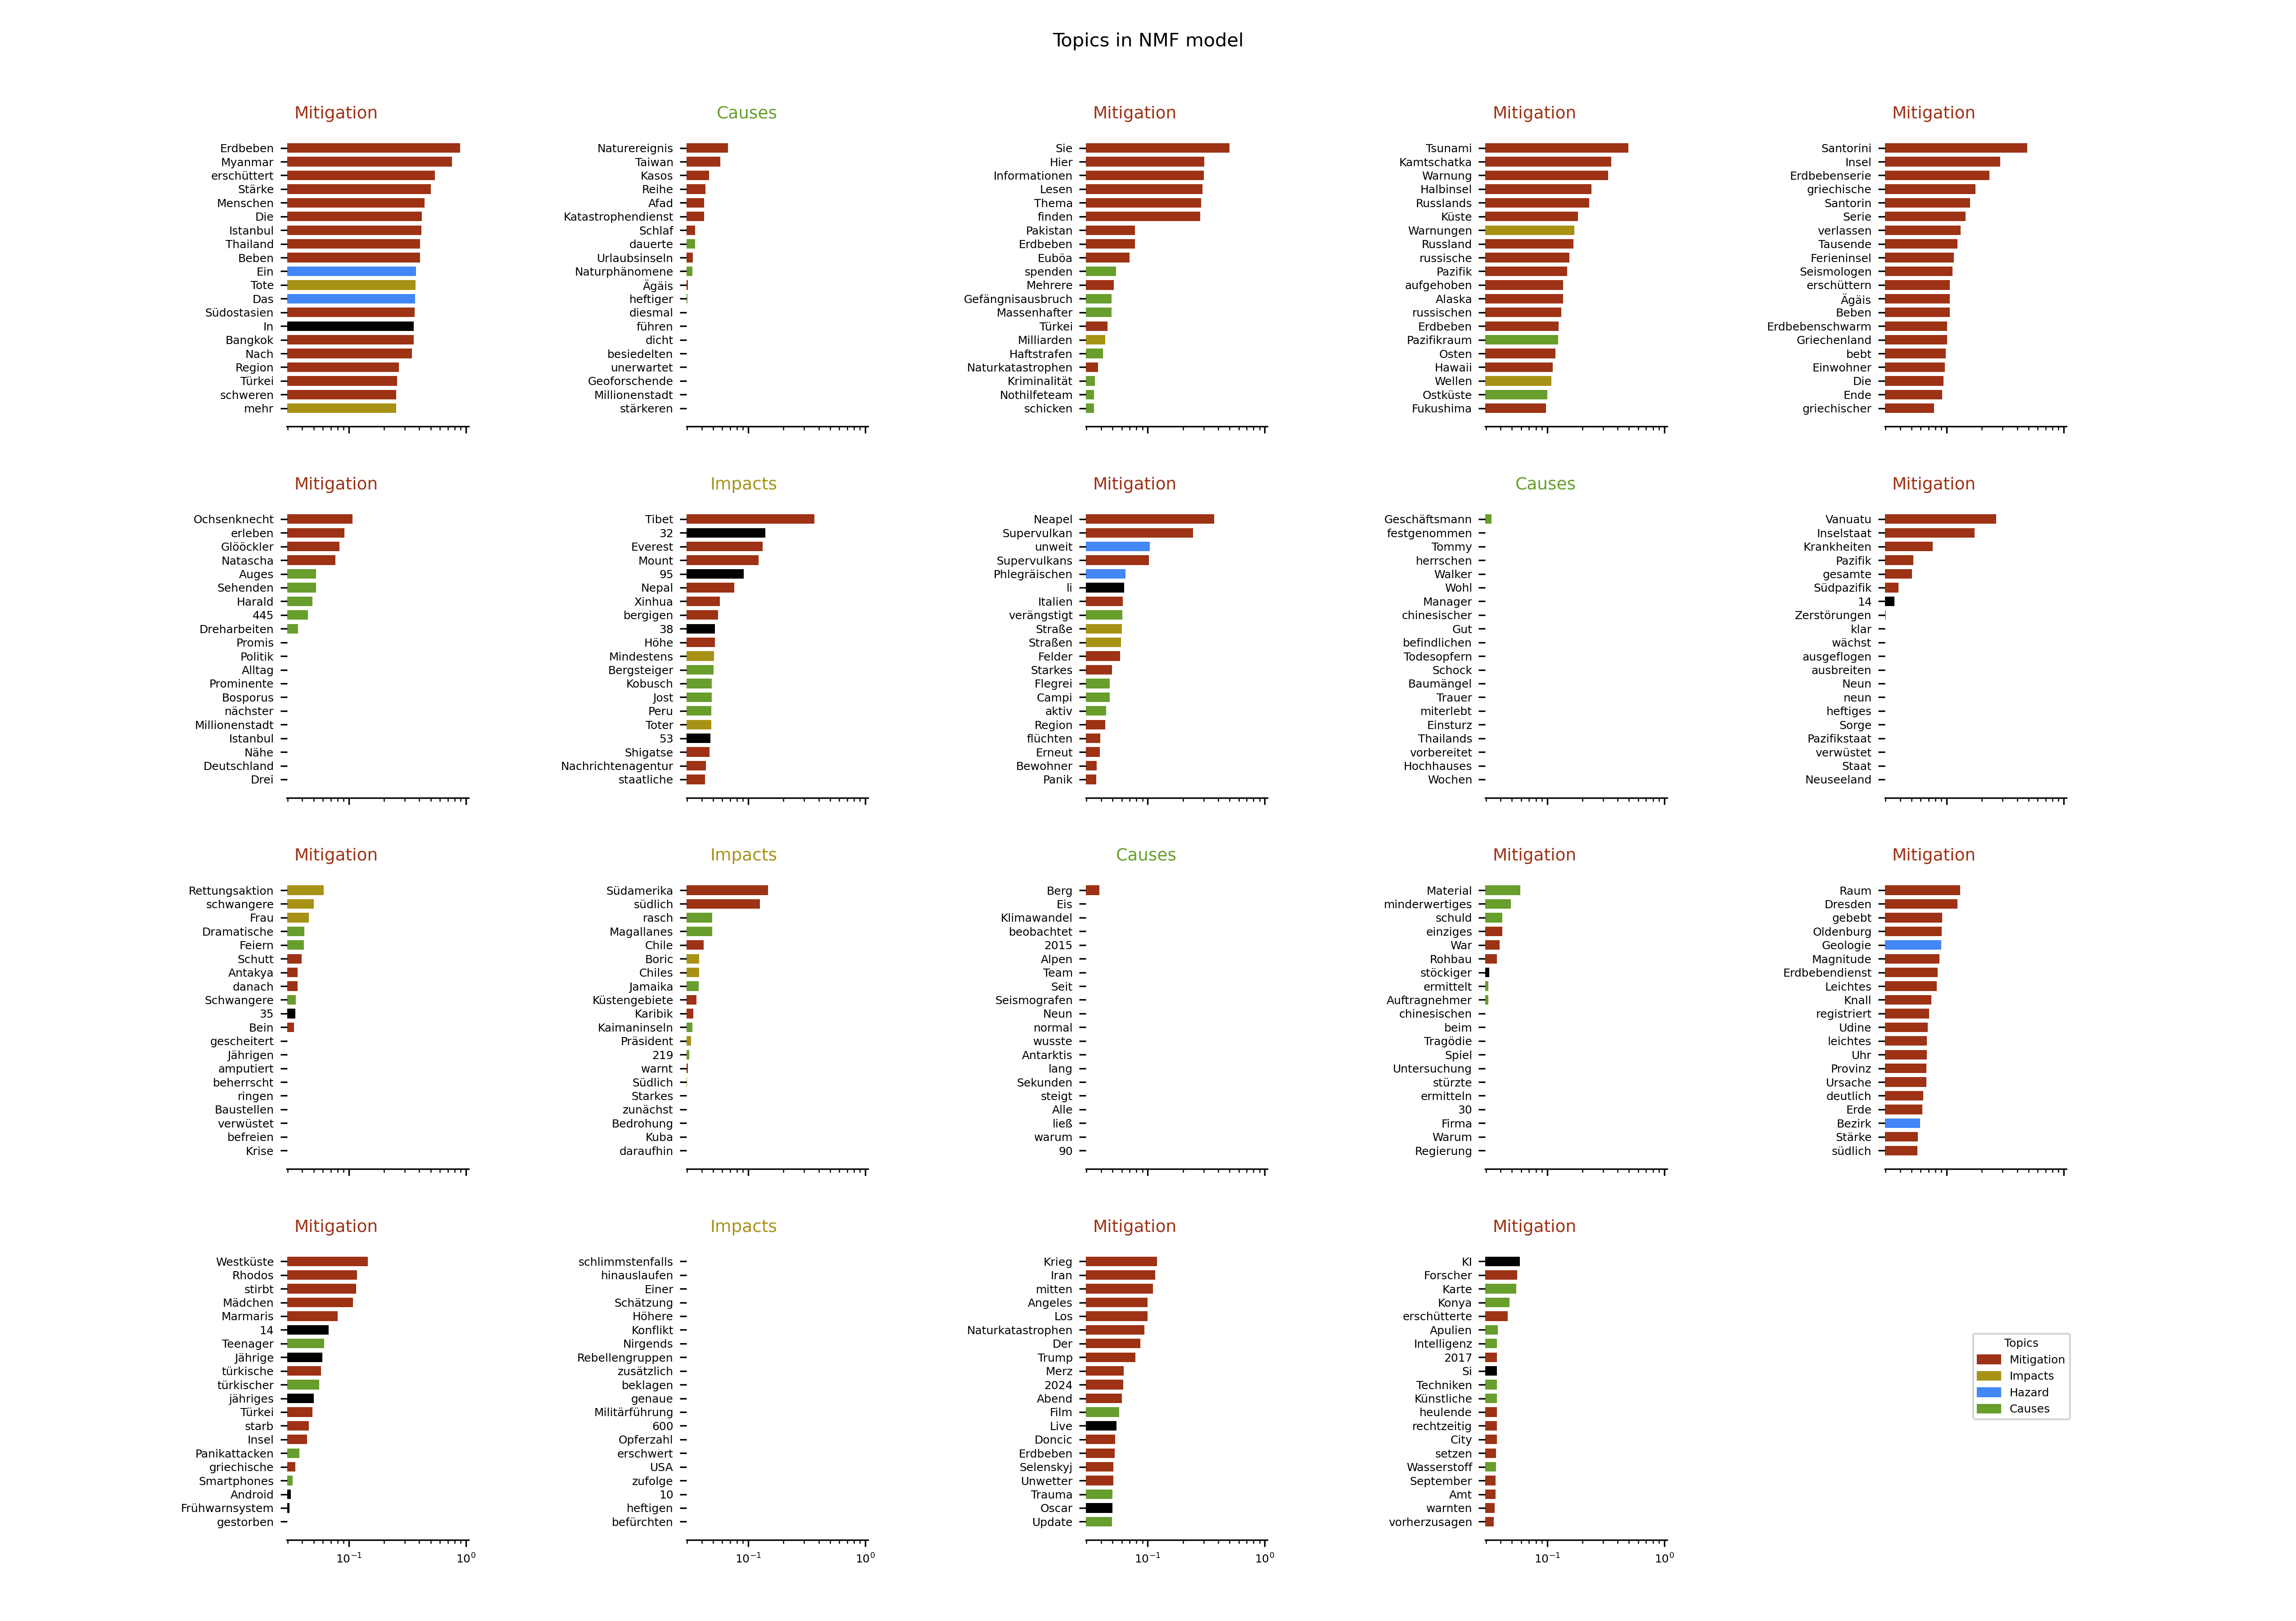 Topics in NMF model
Mitigation
Erdbeben
Myanmar
erschüttert
Stärke
Menschen
Die
Istanbul
Thailand
Beben
Ein
Tote
Das
Südostasien
In
Bangkok
Nach
Region
Türkei
schweren
mehr
Causes
Naturereignis
Taiwan
Kasos
Reihe
Afad
Katastrophendienst
Schlaf
dauerte
Urlaubsinseln
Naturphänomene
Ägäis
heftiger
diesmal
führen
dicht
besiedelten
unerwartet
Geoforschende
Millionenstadt
stärkeren
Mitigation
Sie
Hier
Informationen
Lesen
Thema
finden
Pakistan
Erdbeben
Euböa
spenden
Mehrere
Gefängnisausbruch
Massenhafter
Türkei
Milliarden
Haftstrafen
Naturkatastrophen
Kriminalität
Nothilfeteam
schicken
Mitigation
Tsunami
Kamtschatka
Warnung
Halbinsel
Russlands
Küste
Warnungen
Russland
russische
Pazifik
aufgehoben
Alaska
russischen
Erdbeben
Pazifikraum
Osten
Hawaii
Wellen
Ostküste
Fukushima
Mitigation
Santorini
Insel
Erdbebenserie
griechische
Santorin
Serie
verlassen
Tausende
Ferieninsel
Seismologen
erschüttern
Ägäis
Beben
Erdbebenschwarm
Griechenland
bebt
Einwohner
Die
Ende
griechischer
Mitigation
Ochsenknecht
erleben
Glööckler
Natascha
Auges
Sehenden
Harald
445
Dreharbeiten
Promis
Politik
Alltag
Prominente
Bosporus
nächster
Millionenstadt
Istanbul
Nähe
Deutschland
Drei
Impacts
Tibet
32
Everest
Mount
95
Nepal
Xinhua
bergigen
38
Höhe
Mindestens
Bergsteiger
Kobusch
Jost
Peru
Toter
53
Shigatse
Nachrichtenagentur
staatliche
Mitigation
Neapel
Supervulkan
unweit
Supervulkans
Phlegräischen
li
Italien
verängstigt
Straße
Straßen
Felder
Starkes
Flegrei
Campi
aktiv
Region
flüchten
Erneut
Bewohner
Panik
Causes
Geschäftsmann
festgenommen
Tommy
herrschen
Walker
Wohl
Manager
chinesischer
Gut
befindlichen
Todesopfern
Schock
Baumängel
Trauer
miterlebt
Einsturz
Thailands
vorbereitet
Hochhauses
Wochen
Mitigation
Vanuatu
Inselstaat
Krankheiten
Pazifik
gesamte
Südpazifik
14
Zerstörungen
klar
wächst
ausgeflogen
ausbreiten
Neun
neun
heftiges
Sorge
Pazifikstaat
verwüstet
Staat
Neuseeland
Mitigation
Rettungsaktion
schwangere
Frau
Dramatische
Feiern
Schutt
Antakya
danach
Schwangere
35
Bein
gescheitert
Jährigen
amputiert
beherrscht
ringen
Baustellen
verwüstet
befreien
Krise
Impacts
Südamerika
südlich
rasch
Magallanes
Chile
Boric
Chiles
Jamaika
Küstengebiete
Karibik
Kaimaninseln
Präsident
219
warnt
Südlich
Starkes
zunächst
Bedrohung
Kuba
daraufhin
Causes
Berg
Eis
Klimawandel
beobachtet
2015
Alpen
Team
Seit
Seismografen
Neun
normal
wusste
Antarktis
lang
Sekunden
steigt
Alle
ließ
warum
90
Mitigation
Material
minderwertiges
schuld
einziges
War
Rohbau
stöckiger
ermittelt
Auftragnehmer
chinesischen
beim
Tragödie
Spiel
Untersuchung
stürzte
ermitteln
30
Firma
Warum
Regierung
Mitigation
Raum
Dresden
gebebt
Oldenburg
Geologie
Magnitude
Erdbebendienst
Leichtes
Knall
registriert
Udine
leichtes
Uhr
Provinz
Ursache
deutlich
Erde
Bezirk
Stärke
südlich
Mitigation
Westküste
Rhodos
stirbt
Mädchen
Marmaris
14
Teenager
Jährige
türkische
türkischer
jähriges
Türkei
starb
Insel
Panikattacken
griechische
Smartphones
Android
Frühwarnsystem
gestorben
10⁻¹ 10⁰
Impacts
schlimmstenfalls
hinauslaufen
Einer
Schätzung
Höhere
Konflikt
Nirgends
Rebellengruppen
zusätzlich
beklagen
genaue
Militärführung
600
Opferzahl
erschwert
USA
zufolge
10
heftigen
befürchten
10⁻¹ 10⁰
Mitigation
Krieg
Iran
mitten
Angeles
Los
Naturkatastrophen
Der
Trump
Merz
2024
Abend
Film
Live
Doncic
Erdbeben
Selenskyj
Unwetter
Trauma
Oscar
Update
10⁻¹ 10⁰
Mitigation
KI
Forscher
Karte
Konya
erschütterte
Apulien
Intelligenz
2017
Si
Techniken
Künstliche
heulende
rechtzeitig
City
setzen
Wasserstoff
September
Amt
warnten
vorherzusagen
10⁻¹ 10⁰
Topics
Mitigation
Impacts
Hazard
Causes